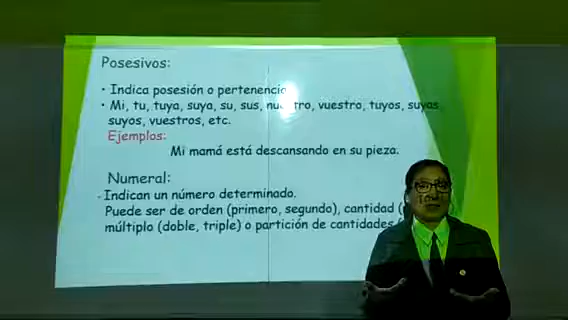 Posesivos:
• Indica posesión o pertenencia
• Mi, tu, tuya, suya, su, sus, nuestro, vuestro, tuyos, suyas,
suyos, vuestros, etc.
Ejemplos:
Mi mamá está descansando en su pieza.
Numeral:
- Indican un número determinado.
Puede ser de orden (primero, segundo), cantidad (
múltiplo (doble, triple) o partición de cantidades (